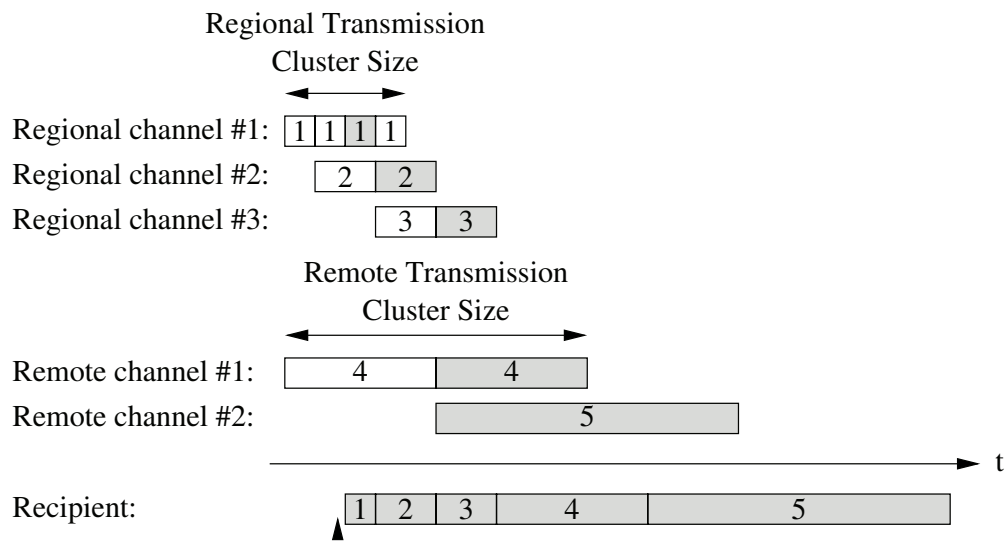 Regional Transmission
Cluster Size
Regional channel #1: 1 1 1 1
Regional channel #2: 2 2
Regional channel #3: 3 3
Remote Transmission
Cluster Size
Remote channel #1: 4 4
Remote channel #2: 5
t
Recipient: 1 2 3 4 5